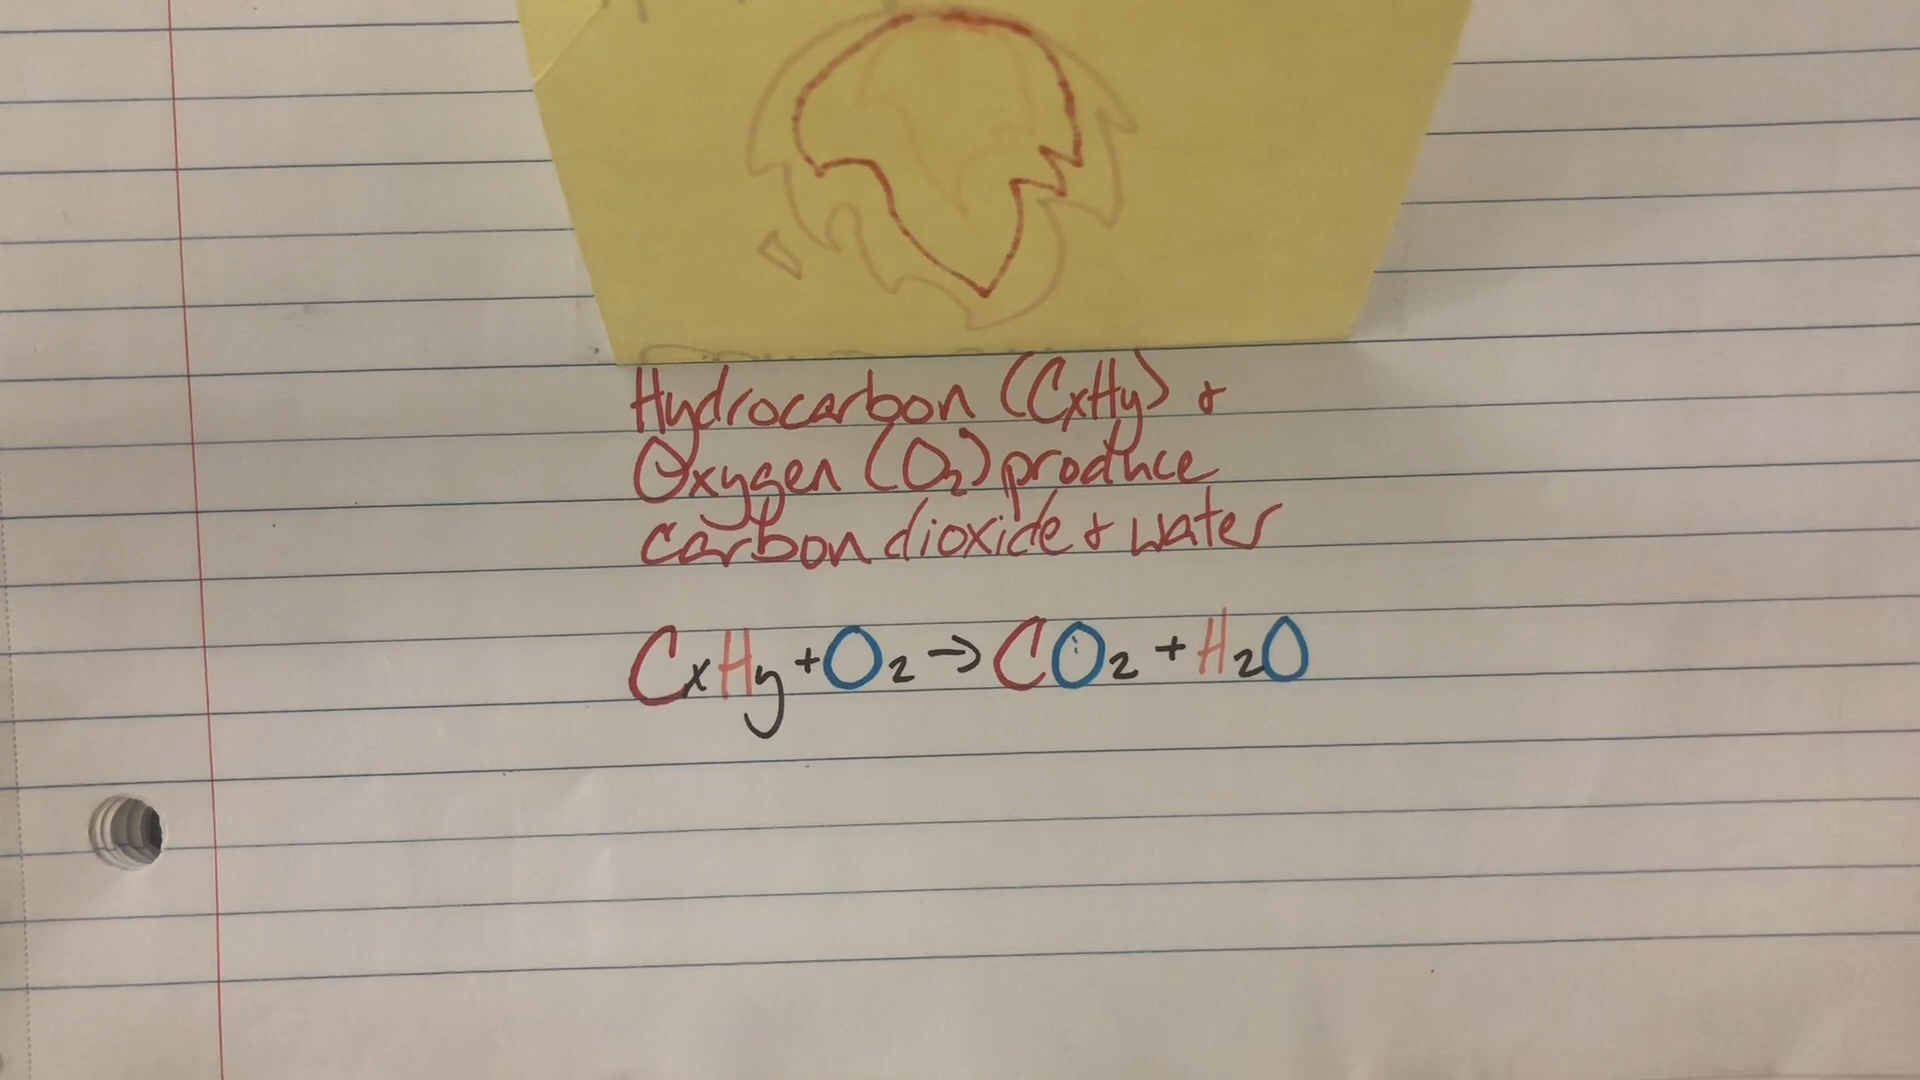 Hydrocarbon (CxHy) &
Oxygen (O₂) produce
carbon dioxide & water
CxHy + O₂ → CO₂ + H₂O